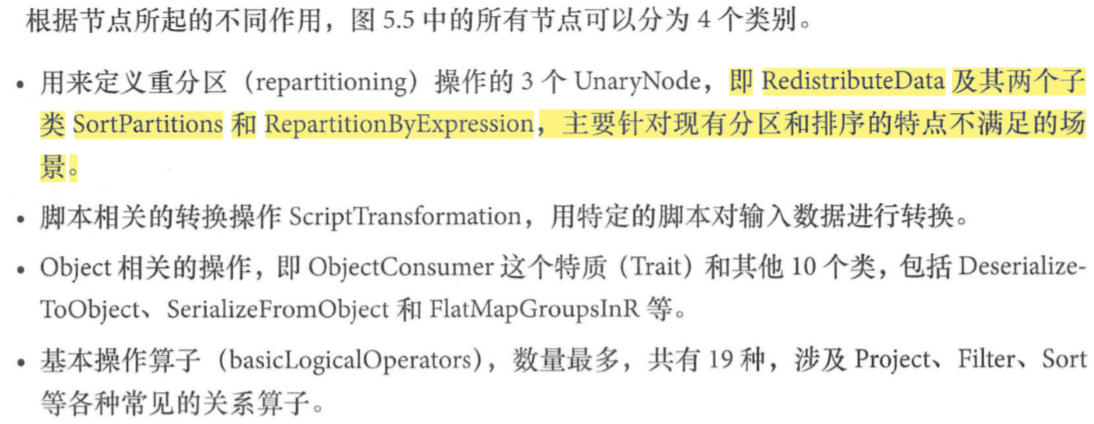 根据节点所起的不同作用，图 5.5 中的所有节点可以分为 4 个类别。
• 用来定义重分区（repartitioning）操作的 3 个 UnaryNode，即 RedistributeData 及其两个子
类 SortPartitions 和 RepartitionByExpression，主要针对现有分区和排序的特点不满足的场
景。
• 脚本相关的转换操作 ScriptTransformation，用特定的脚本对输入数据进行转换。
• Object 相关的操作，即 ObjectConsumer 这个特质（Trait）和其他 10 个类，包括 Deserialize-
ToObject、SerializeFromObject 和 FlatMapGroupsInR 等。
• 基本操作算子（basicLogicalOperators），数量最多，共有 19 种，涉及 Project、Filter、Sort
等各种常见的关系算子。